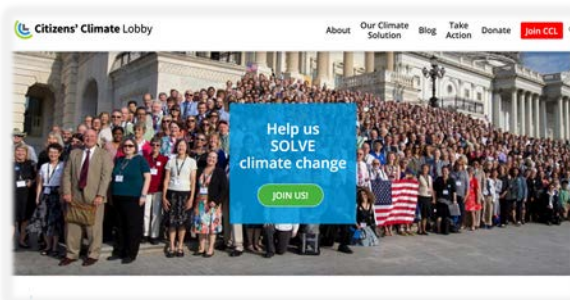 Citizens' Climate Lobby
About
Our Climate
Solution
Blog
Take
Action
Donate
Join CCL
Help us
SOLVE
climate change
JOIN US!